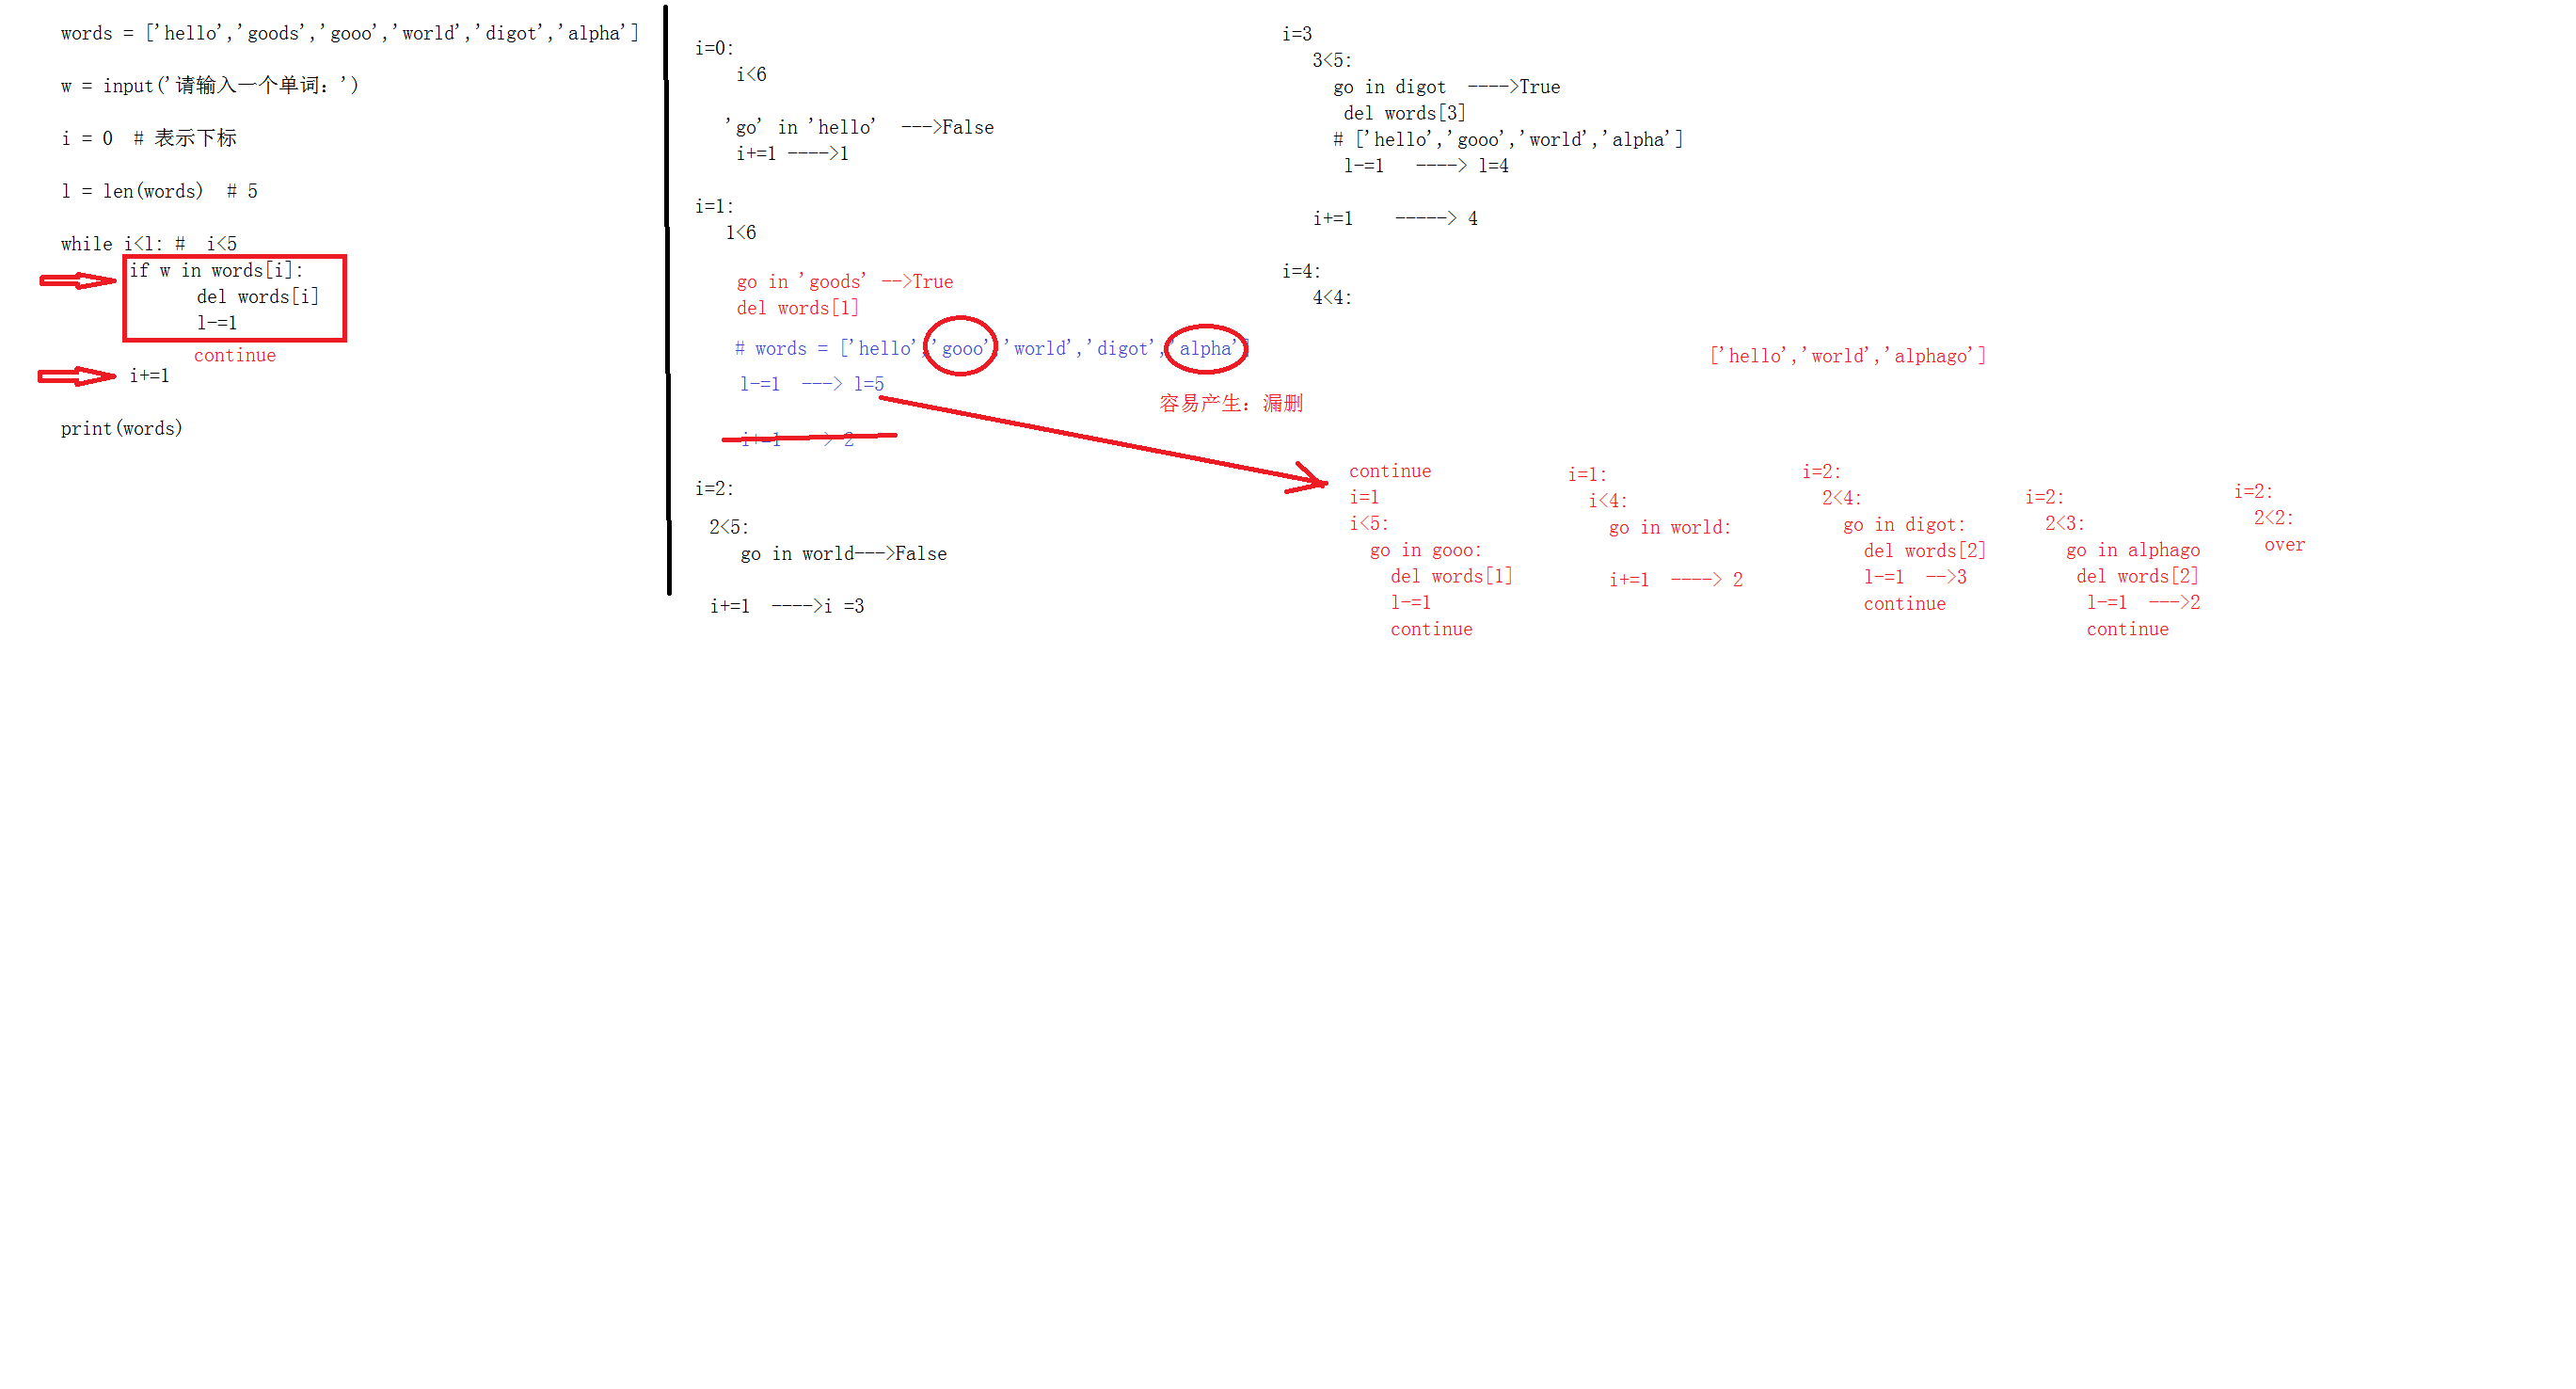 words = ['hello','goods','gooo','world','digot','alpha']
w = input('请输入一个单词：')
i = 0  # 表示下标
l = len(words)  # 5
while i<l: #  i<5
if w in words[i]:
del words[i]
l-=1
continue
i+=1
print(words)
i=0:
i<6
'go' in 'hello'  --->False
i+=1 ---->1
i=1:
1<6
go in 'goods' -->True
del words[1]
# words = ['hello','gooo','world','digot','alpha']
l-=1  ---> l=5
i+=1  ---> 2
i=2:
2<5:
go in world--->False
i+=1  ---->i =3
i=3
3<5:
go in digot  ---->True
del words[3]
# ['hello','gooo','world','alpha']
l-=1   ----> l=4
i+=1    -----> 4
i=4:
4<4:
['hello','world','alphago']
容易产生：漏删
continue
i=1
i<5:
go in gooo:
del words[1]
l-=1
continue
i=1:
i<4:
go in world:
i+=1  ----> 2
i=2:
2<4:
go in digot:
del words[2]
l-=1  -->3
continue
i=2:
2<3:
go in alphago
del words[2]
l-=1  --->2
continue
i=2:
2<2:
over